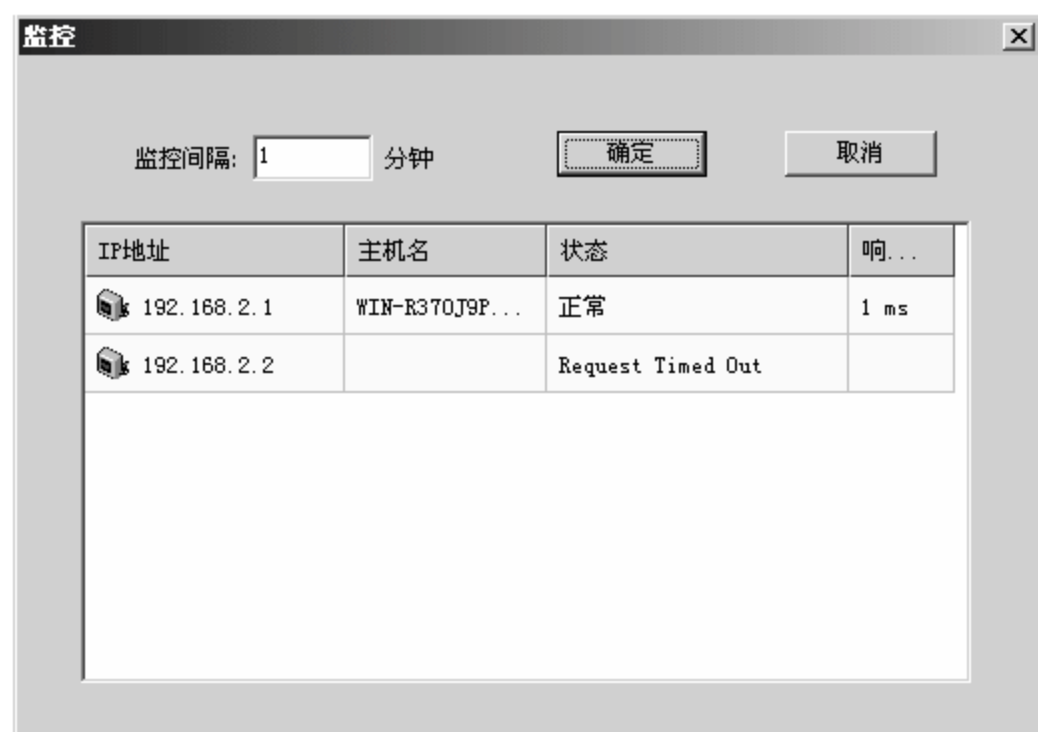 监控
监控间隔: 1 分钟 确定 取消
IP地址 主机名 状态 响...
192.168.2.1 WIN-R370J9P... 正常 1 ms
192.168.2.2 Request Timed Out